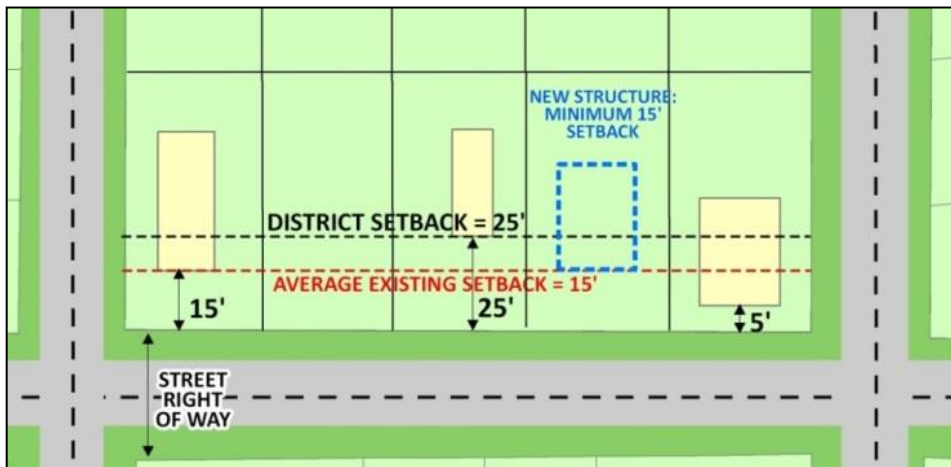 NEW STRUCTURE:
MINIMUM 15'
SETBACK
DISTRICT SETBACK = 25'
AVERAGE EXISTING SETBACK = 15'
15'
25'
5'
STREET
RIGHT
OF WAY